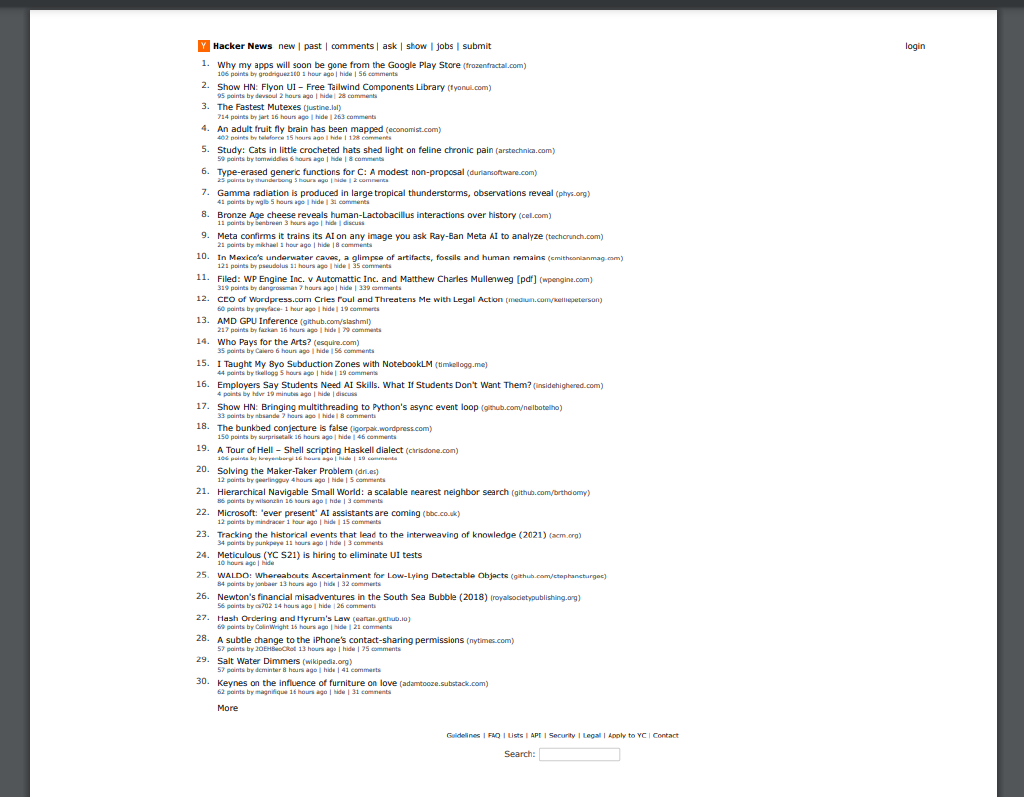 Y Hacker News new | past | comments | ask | show | jobs | submit login
1. Why my apps will soon be gone from the Google Play Store (frozenfractal.com)
106 points by grodriguez100 1 hour ago | hide | 56 comments
2. Show HN: Flyon UI – Free Tailwind Components Library (flyonui.com)
95 points by devsoul 2 hours ago | hide | 28 comments
3. The Fastest Mutexes (justine.lol)
714 points by jart 16 hours ago | hide | 263 comments
4. An adult fruit fly brain has been mapped (economist.com)
402 points by teleforce 15 hours ago | hide | 128 comments
5. Study: Cats in little crocheted hats shed light on feline chronic pain (arstechnica.com)
59 points by tomwiddles 6 hours ago | hide | 8 comments
6. Type-erased generic functions for C: A modest non-proposal (duriansoftware.com)
25 points by thunderbong 3 hours ago | hide | 2 comments
7. Gamma radiation is produced in large tropical thunderstorms, observations reveal (phys.org)
41 points by wglb 5 hours ago | hide | 31 comments
8. Bronze Age cheese reveals human-Lactobacillus interactions over history (cell.com)
11 points by benbreen 3 hours ago | hide | discuss
9. Meta confirms it trains its AI on any image you ask Ray-Ban Meta AI to analyze (techcrunch.com)
21 points by mikhael 1 hour ago | hide | 8 comments
10. In Mexico's underwater caves, a glimpse of artifacts, fossils and human remains (smithsonianmag.com)
121 points by pseudolus 11 hours ago | hide | 35 comments
11. Filed: WP Engine Inc. v Automattic Inc. and Matthew Charles Mullenweg [pdf] (wpengine.com)
319 points by dangrossman 7 hours ago | hide | 339 comments
12. CEO of Wordpress.com Cries Foul and Threatens Me with Legal Action (medium.com/kelliepeterson)
60 points by greyface- 1 hour ago | hide | 19 comments
13. AMD GPU Inference (github.com/slashml)
217 points by fazkan 16 hours ago | hide | 79 comments
14. Who Pays for the Arts? (esquire.com)
35 points by Caiero 6 hours ago | hide | 56 comments
15. I Taught My 8yo Subduction Zones with NotebookLM (timkellogg.me)
44 points by tkellogg 5 hours ago | hide | 19 comments
16. Employers Say Students Need AI Skills. What If Students Don't Want Them? (insidehighered.com)
4 points by hdvr 19 minutes ago | hide | discuss
17. Show HN: Bringing multithreading to Python's async event loop (github.com/neilbotelho)
33 points by nbsande 7 hours ago | hide | 8 comments
18. The bunkbed conjecture is false (igorpak.wordpress.com)
150 points by surprisetalk 16 hours ago | hide | 46 comments
19. A Tour of Hell – Shell scripting Haskell dialect (chrisdone.com)
106 points by 16 hours ago | hide | 19 comments
20. Solving the Maker-Taker Problem (dri.es)
12 points by geerlingguy 4 hours ago | hide | 5 comments
21. Hierarchical Navigable Small World: a scalable nearest neighbor search (github.com/brtholomy)
86 points by wilsonzlin 16 hours ago | hide | 3 comments
22. Microsoft: 'ever present' AI assistants are coming (bbc.co.uk)
12 points by mindracer 1 hour ago | hide | 15 comments
23. Tracking the historical events that lead to the interweaving of knowledge (2021) (acm.org)
34 points by punkpeye 11 hours ago | hide | 3 comments
24. Meticulous (YC S21) is hiring to eliminate UI tests
10 hours ago | hide
25. WALDO: Whereabouts Ascertainment for Low-Lying Detectable Objects (github.com/stephansturges)
84 points by jonbaer 13 hours ago | hide | 32 comments
26. Newton's financial misadventures in the South Sea Bubble (2018) (royalsocietypublishing.org)
56 points by cs702 14 hours ago | hide | 26 comments
27. Hash Ordering and Hyrum's Law (eaftan.github.io)
69 points by ColinWright 16 hours ago | hide | 21 comments
28. A subtle change to the iPhone's contact-sharing permissions (nytimes.com)
57 points by 13 hours ago | hide | 75 comments
29. Salt Water Dimmers (wikipedia.org)
57 points by dcminter 8 hours ago | hide | 41 comments
30. Keynes on the influence of furniture on love (adamtooze.substack.com)
62 points by magnifique 16 hours ago | hide | 31 comments
More
Guidelines | FAQ | Lists | API | Security | Legal | Apply to YC | Contact
Search: